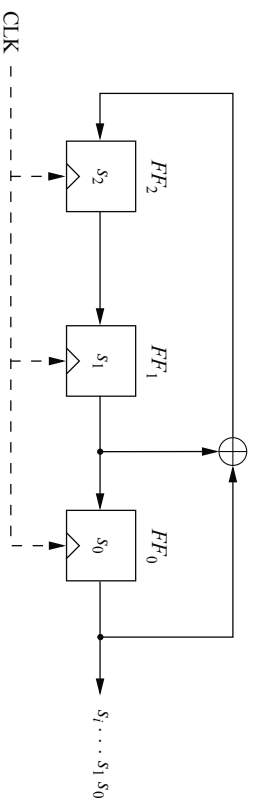 FF₂ FF₁ FF₀
s₂ s₁ s₀ sᵢ . . . s₁ s₀
CLK